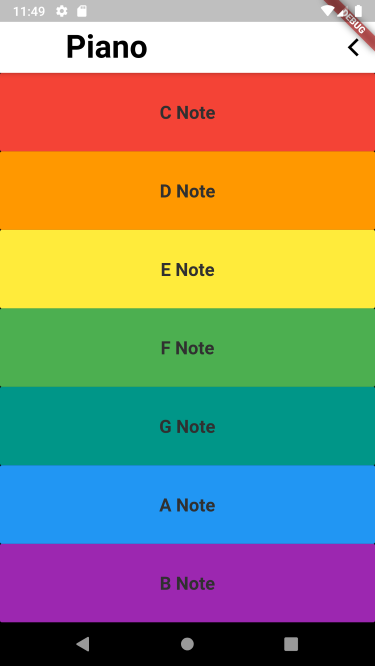 11:49
DEBUG
Piano
C Note
D Note
E Note
F Note
G Note
A Note
B Note